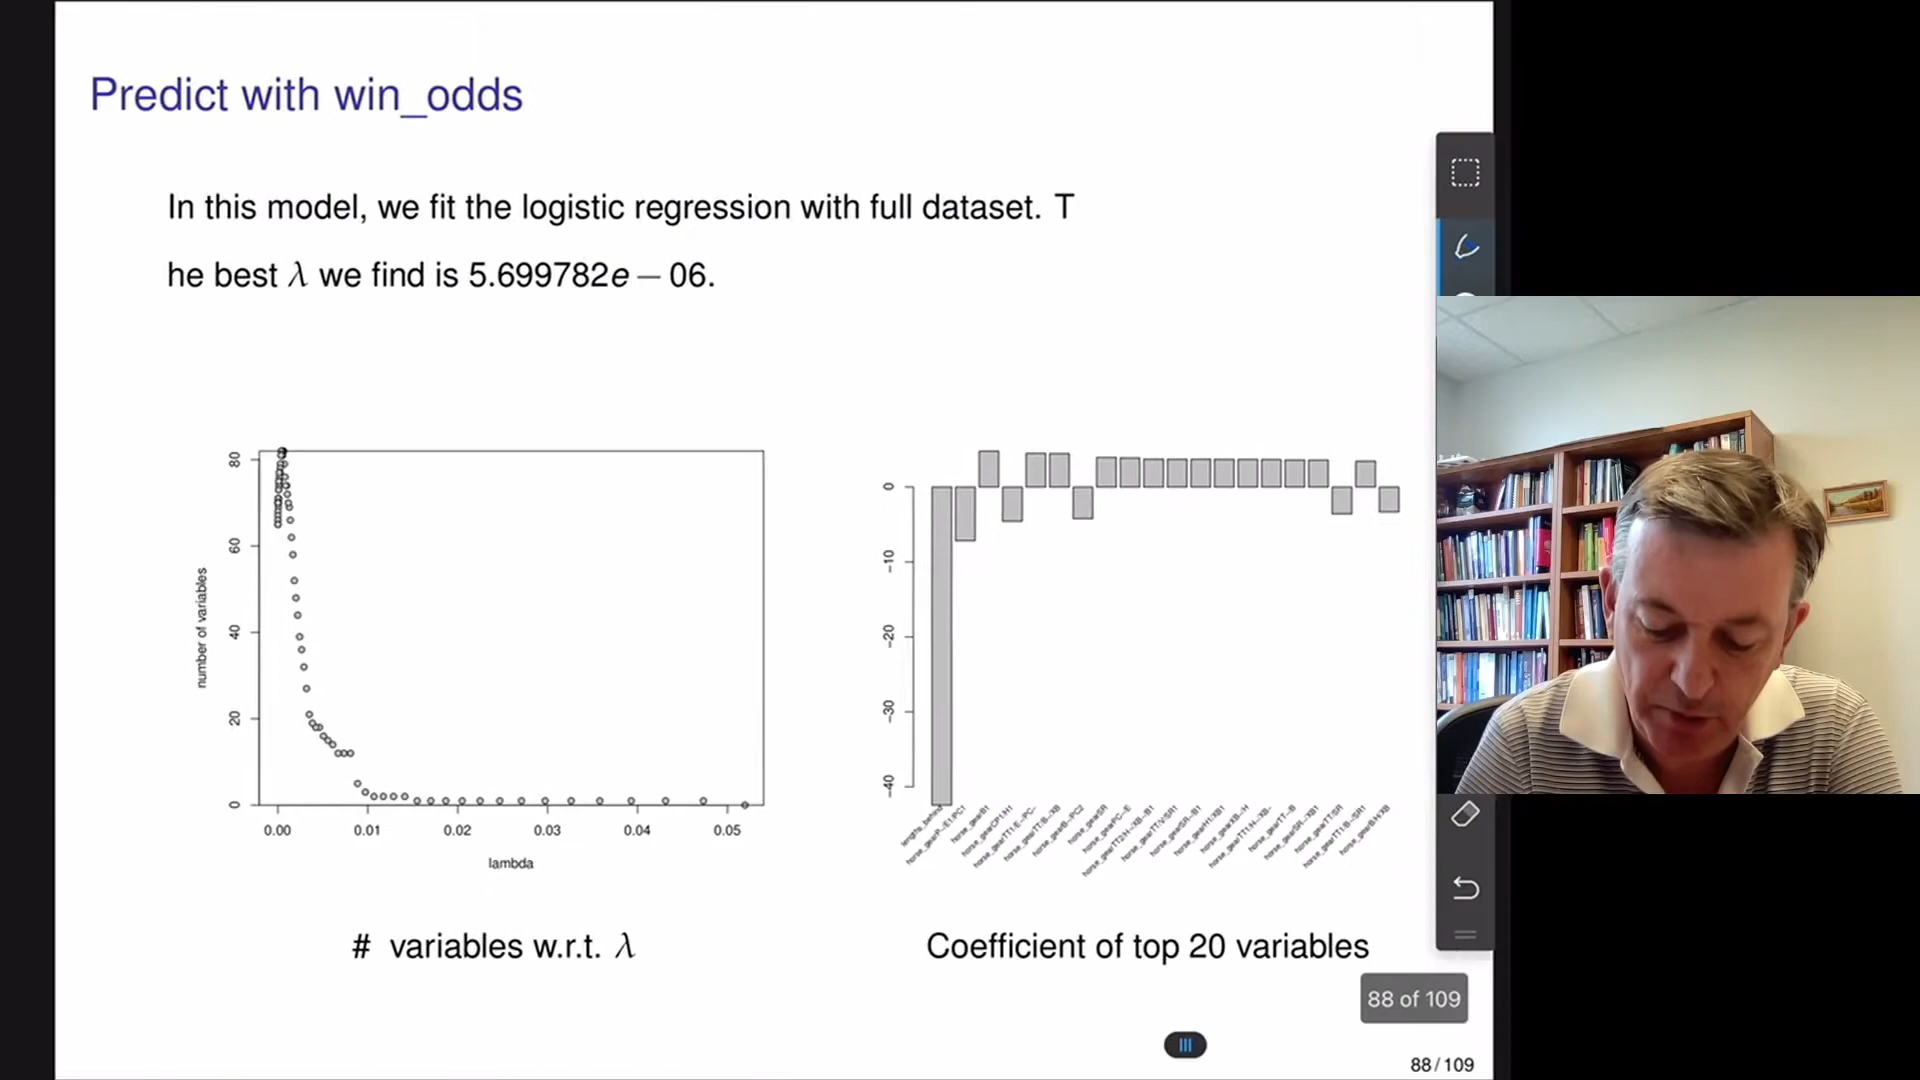 Predict with win_odds
In this model, we fit the logistic regression with full dataset. T
he best λ we find is 5.699782e − 06.
number of variables
80
60
40
20
0
0.00 0.01 0.02 0.03 0.04 0.05
lambda
0
−10
−20
−30
−40
lengths_behind
horse_gearB1
horse_gearSR
# variables w.r.t. λ
Coefficient of top 20 variables
88 of 109
88 / 109